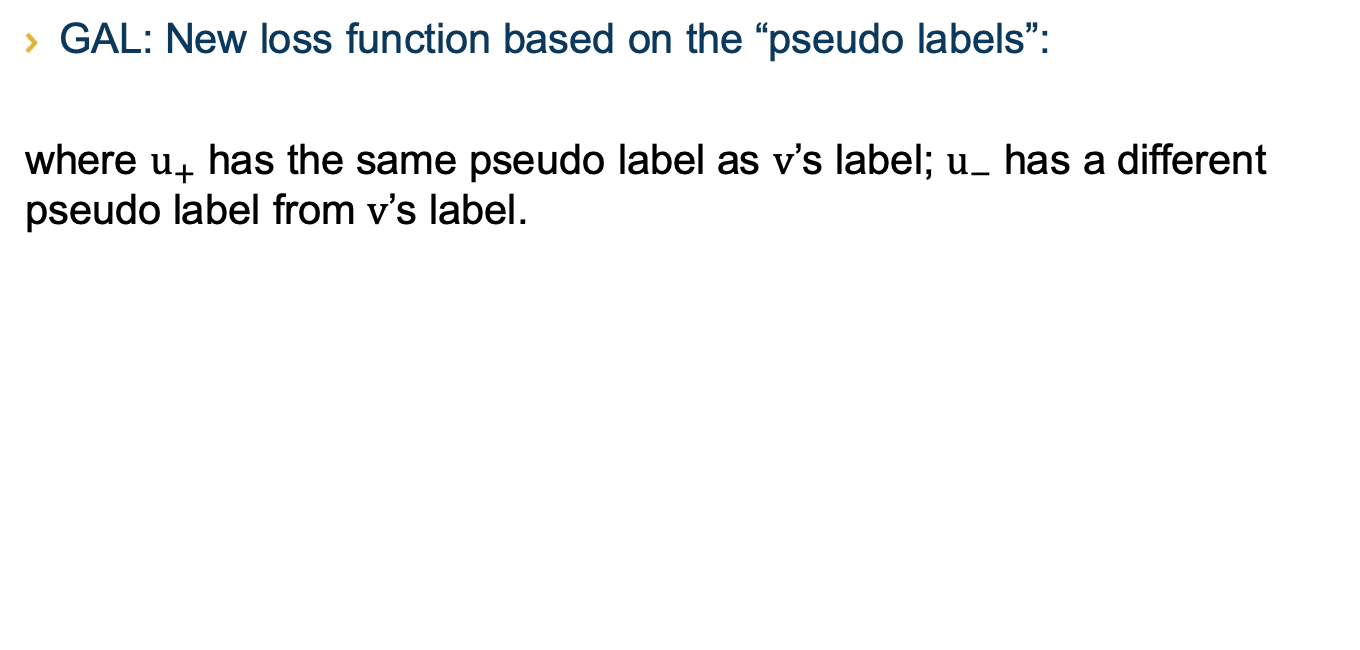 › GAL: New loss function based on the “pseudo labels”:
where u₊ has the same pseudo label as v’s label; u₋ has a different
pseudo label from v’s label.